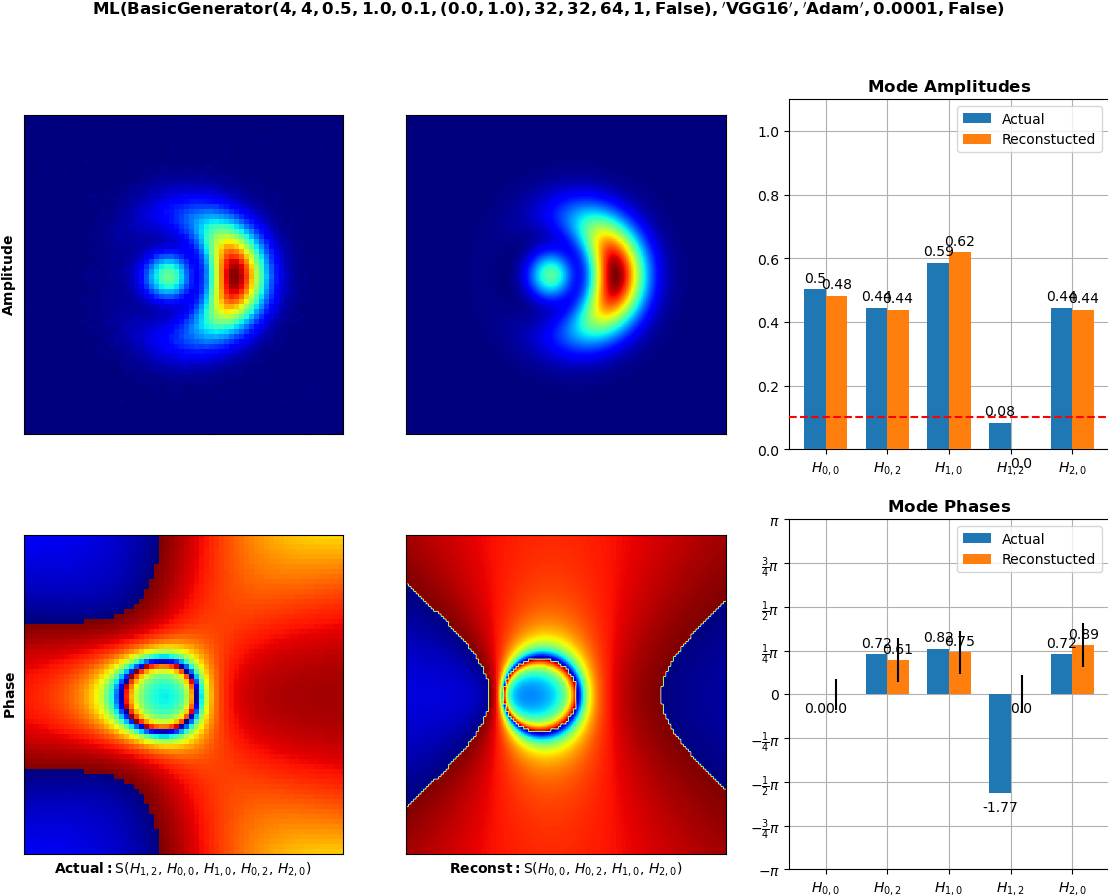 ML(BasicGenerator(4, 4, 0.5, 1.0, 0.1, (0.0, 1.0), 32, 32, 64, 1, False), 'VGG16', 'Adam', 0.0001, False)
Amplitude
Mode Amplitudes
Actual
Reconstucted
1.0
0.8
0.6
0.4
0.2
0.0
0.5
0.48
0.44
0.44
0.59
0.62
0.08
0.0
0.44
0.44
H0,0
H0,2
H1,0
H1,2
H2,0
Phase
Actual: S(H1,2, H0,0, H1,0, H0,2, H2,0)
Reconst: S(H0,0, H0,2, H1,0, H2,0)
Mode Phases
Actual
Reconstucted
π
3/4π
1/2π
1/4π
0
−1/4π
−1/2π
−3/4π
−π
0.0
0.0
0.72
0.61
0.82
0.75
-1.77
0.0
0.72
0.89
H0,0
H0,2
H1,0
H1,2
H2,0